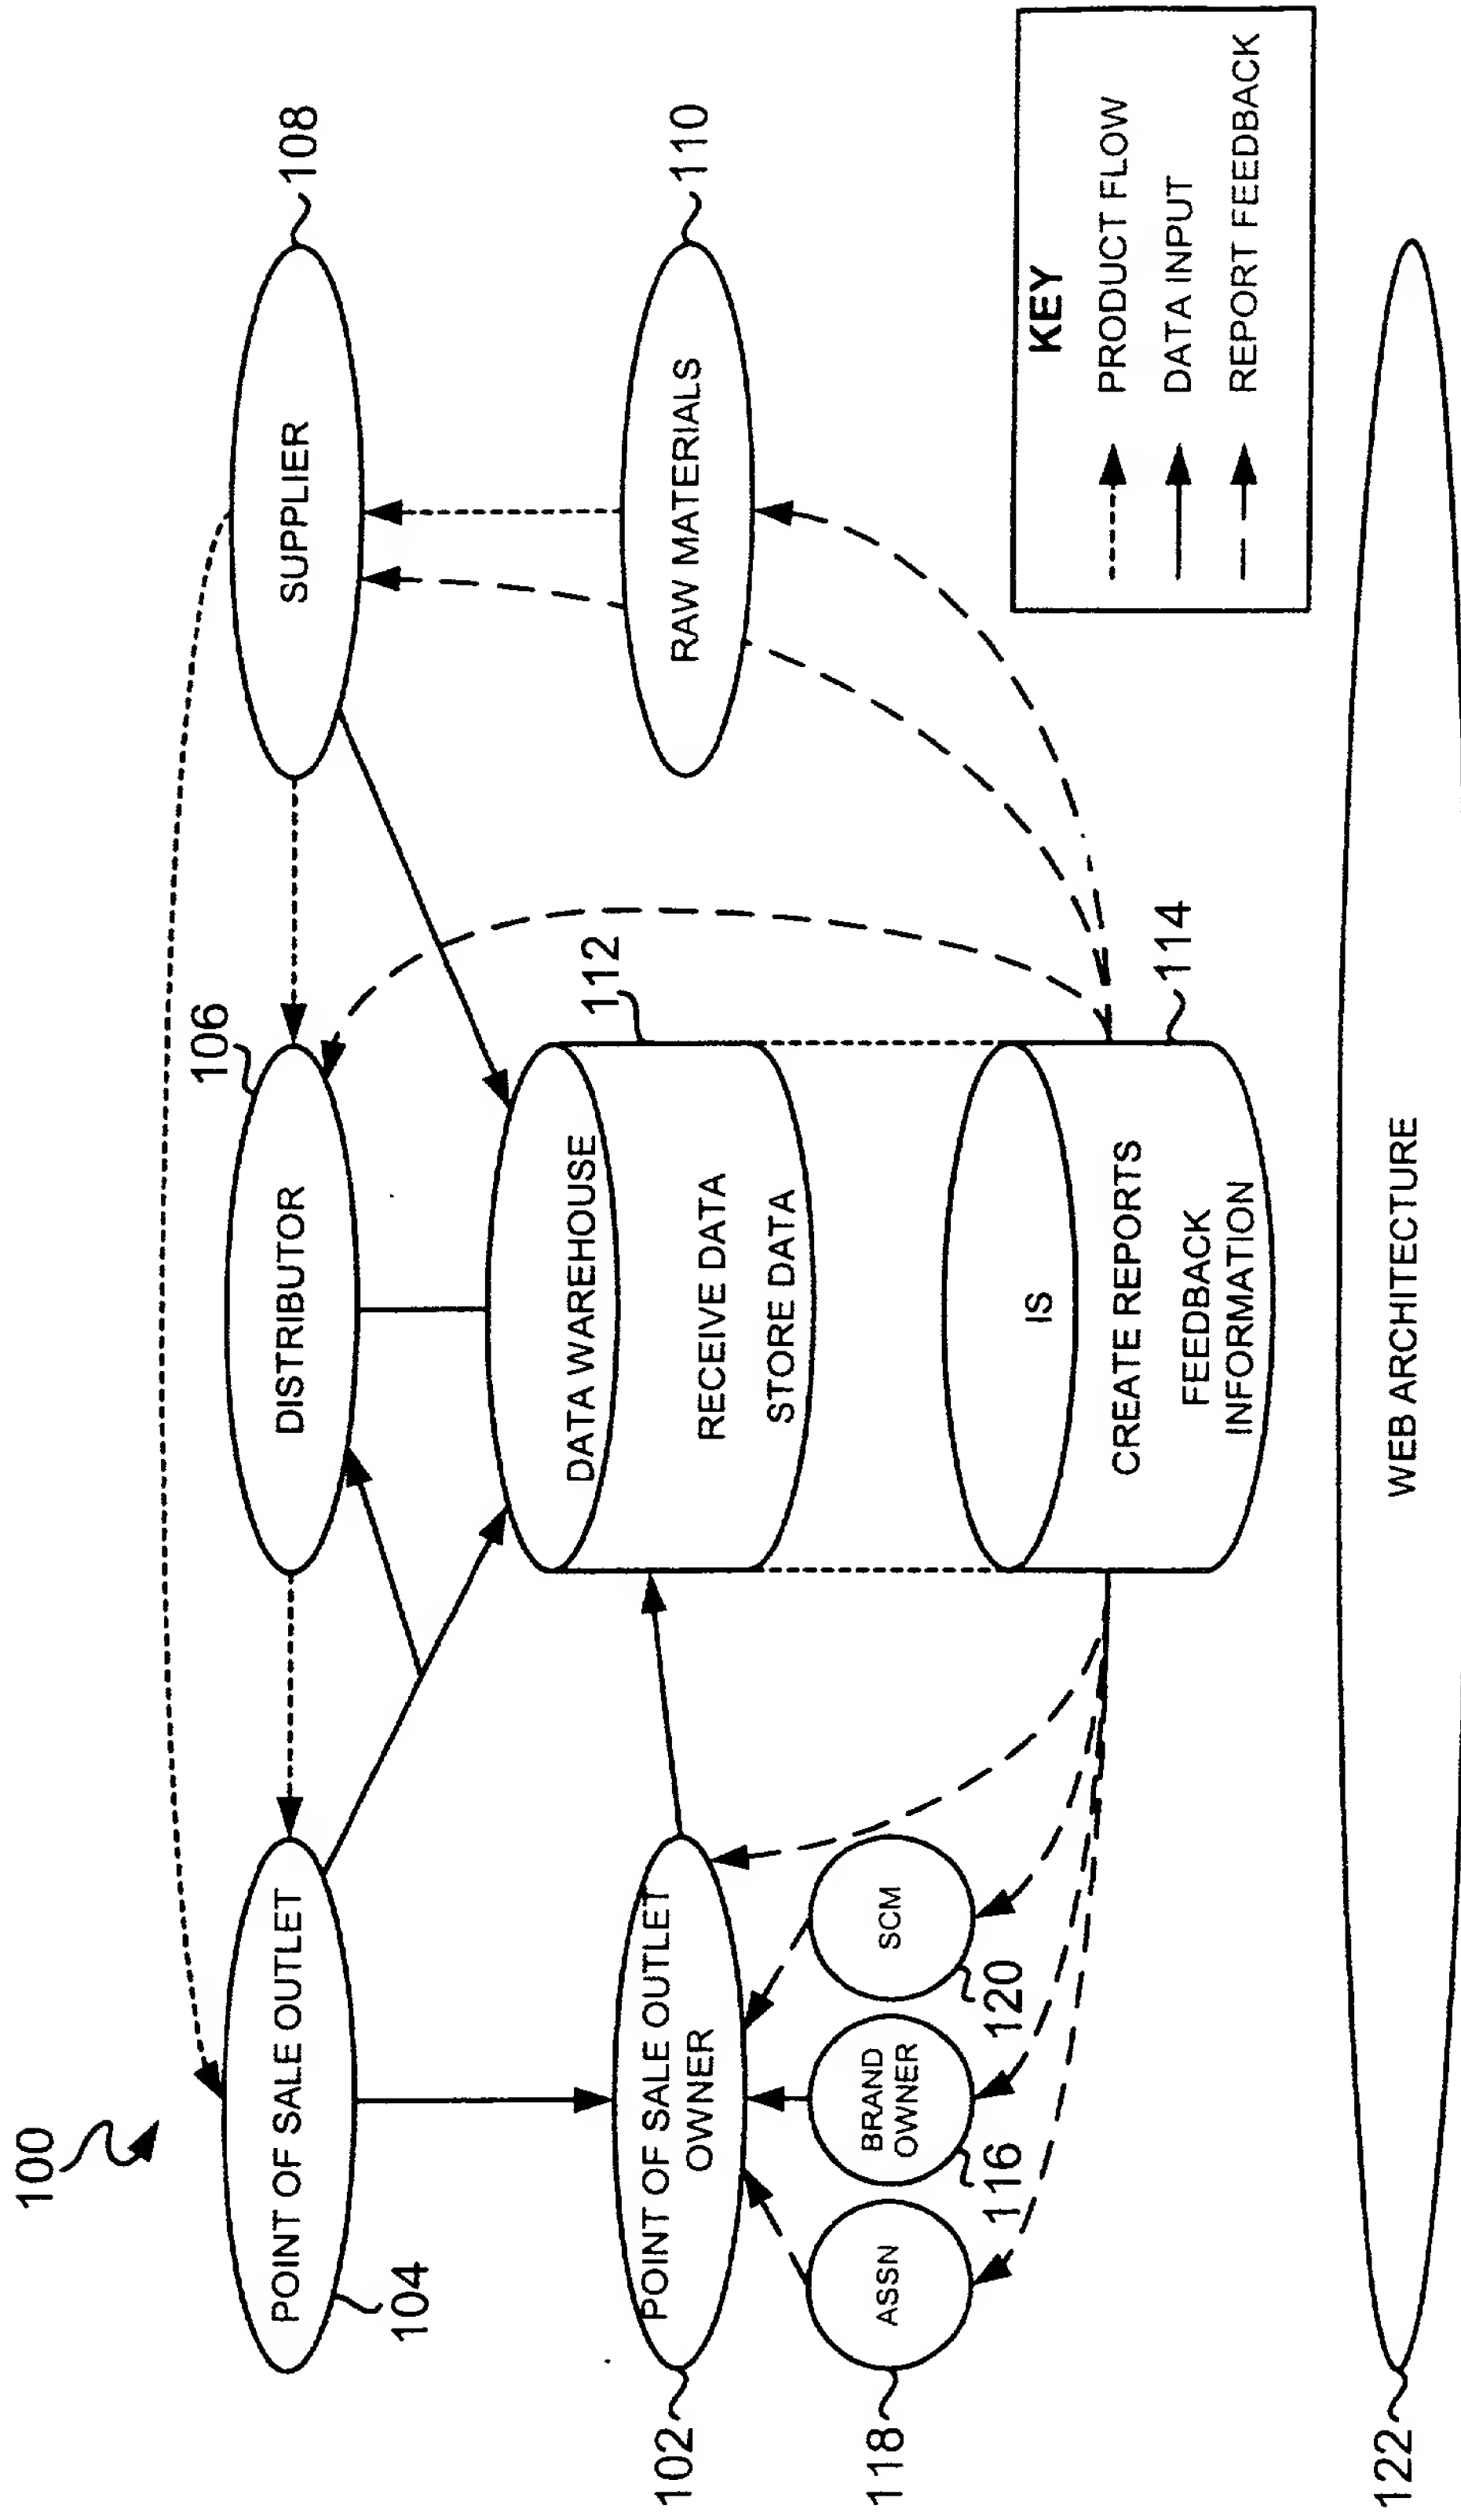 100
108
106
SUPPLIER
DISTRIBUTOR
POINT OF SALE OUTLET
104
110
112
DATA WAREHOUSE
RAW MATERIALS
POINT OF SALE OUTLET
OWNER
102
RECEIVE DATA
STORE DATA
SCM
BRAND
OWNER
ASSN
118
120
116
IS
114
CREATE REPORTS
FEEDBACK
INFORMATION
KEY
PRODUCT FLOW
DATA INPUT
REPORT FEEDBACK
WEB ARCHITECTURE
122